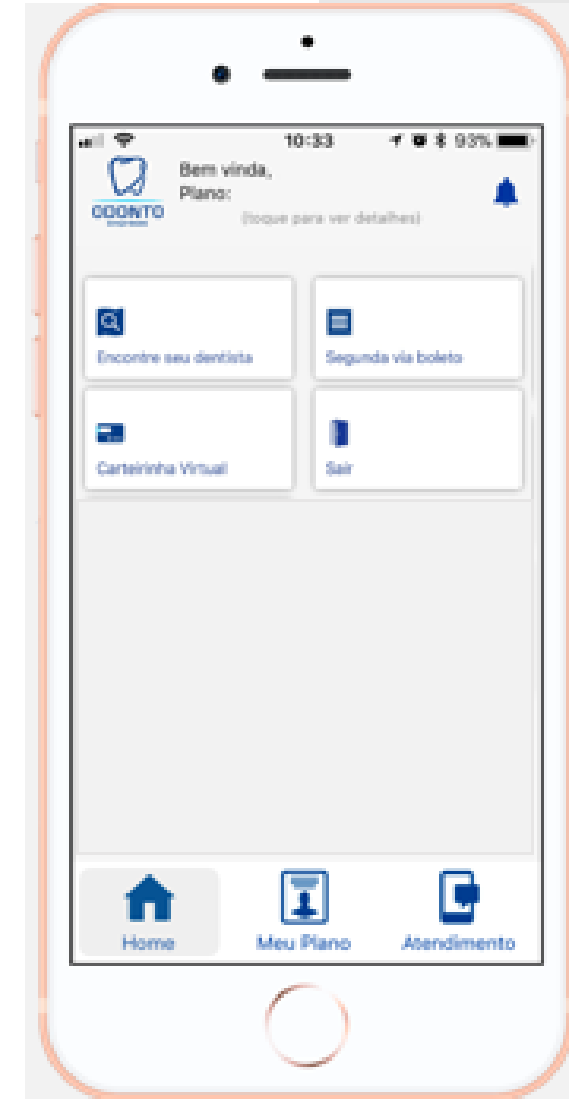 10:33
93%
Bem vinda,
Plano:
(toque para ver detalhes)
ODONTO
empresas
Encontre seu dentista
Segunda via boleto
Carteirinha Virtual
Sair
Home
Meu Plano
Atendimento